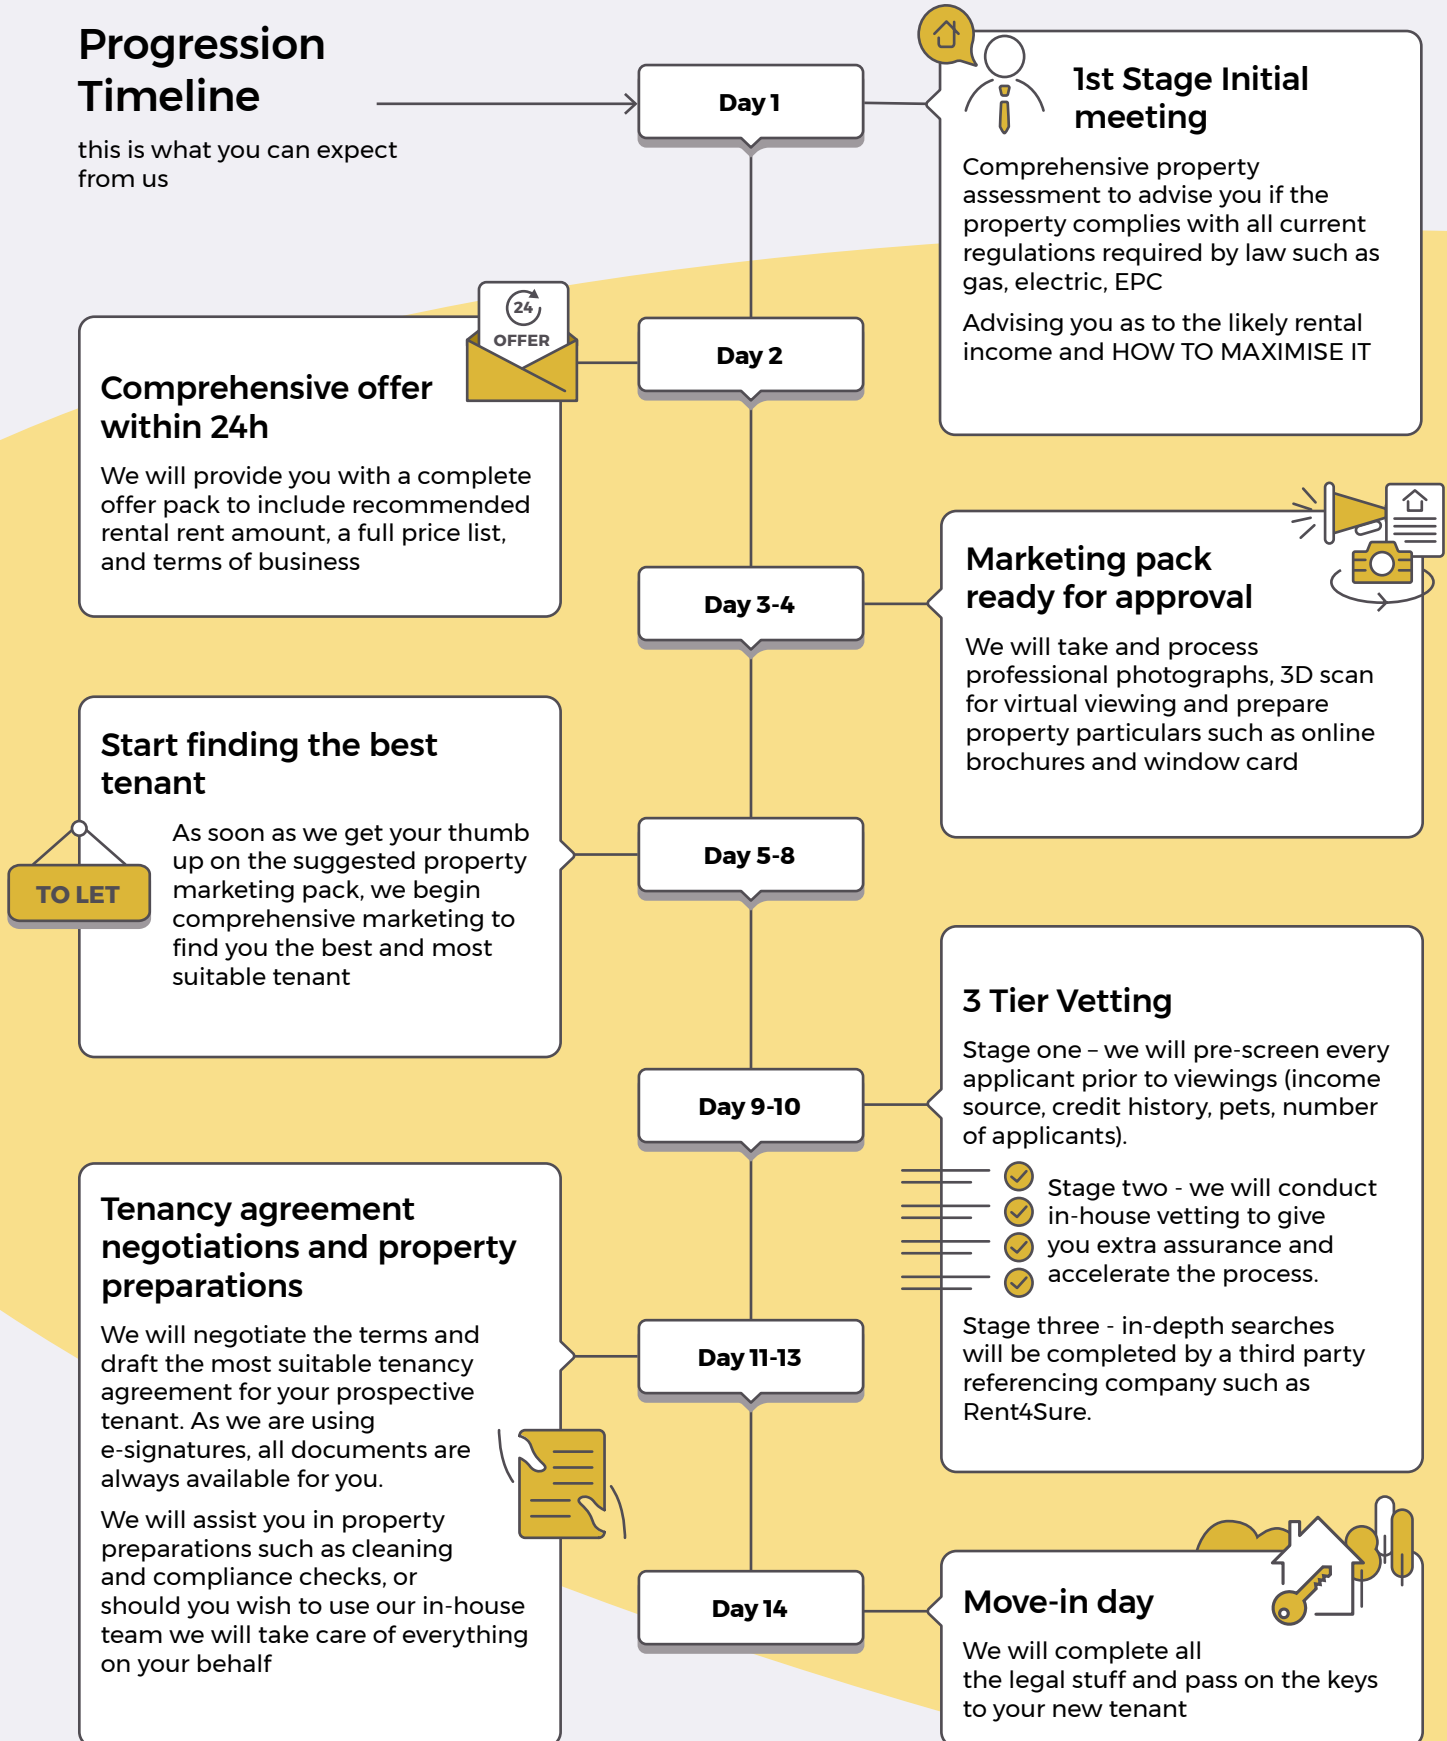 Progression
Timeline
this is what you can expect
from us
Day 1
1st Stage Initial
meeting
Comprehensive property
assessment to advise you if the
property complies with all current
regulations required by law such as
gas, electric, EPC
Advising you as to the likely rental
income and HOW TO MAXIMISE IT
24
OFFER
Day 2
Comprehensive offer
within 24h
We will provide you with a complete
offer pack to include recommended
rental rent amount, a full price list,
and terms of business
Day 3-4
Marketing pack
ready for approval
We will take and process
professional photographs, 3D scan
for virtual viewing and prepare
property particulars such as online
brochures and window card
Day 5-8
Start finding the best
tenant
TO LET
As soon as we get your thumb
up on the suggested property
marketing pack, we begin
comprehensive marketing to
find you the best and most
suitable tenant
Day 9-10
3 Tier Vetting
Stage one – we will pre-screen every
applicant prior to viewings (income
source, credit history, pets, number
of applicants).
Stage two - we will conduct
in-house vetting to give
you extra assurance and
accelerate the process.
Stage three - in-depth searches
will be completed by a third party
referencing company such as
Rent4Sure.
Day 11-13
Tenancy agreement
negotiations and property
preparations
We will negotiate the terms and
draft the most suitable tenancy
agreement for your prospective
tenant. As we are using
e-signatures, all documents are
always available for you.
We will assist you in property
preparations such as cleaning
and compliance checks, or
should you wish to use our in-house
team we will take care of everything
on your behalf
Day 14
Move-in day
We will complete all
the legal stuff and pass on the keys
to your new tenant